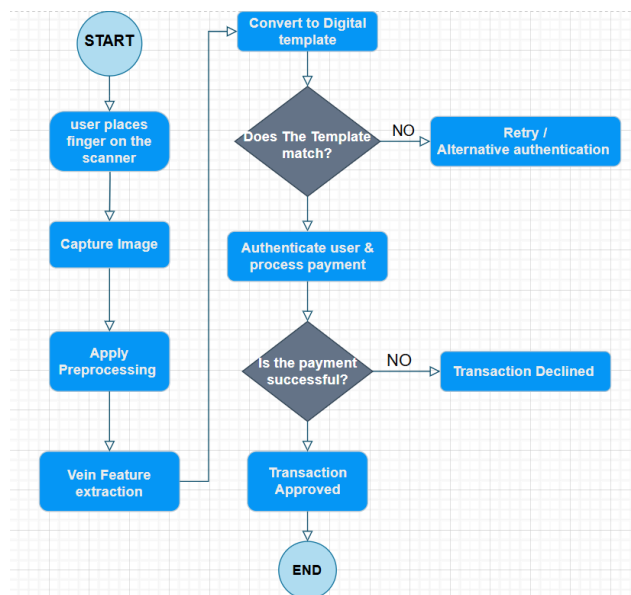 START
user places
finger on the
scanner
Capture Image
Apply
Preprocessing
Vein Feature
extraction
Convert to Digital
template
Does The Template
match?
NO
Retry /
Alternative authentication
Authenticate user &
process payment
Is the payment
successful?
NO
Transaction Declined
Transaction
Approved
END